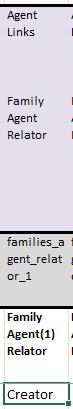 Agent
Links
Family
Agent
Relator
families_a
gent_relat
or_1
Family
Agent(1)
Relator
Creator